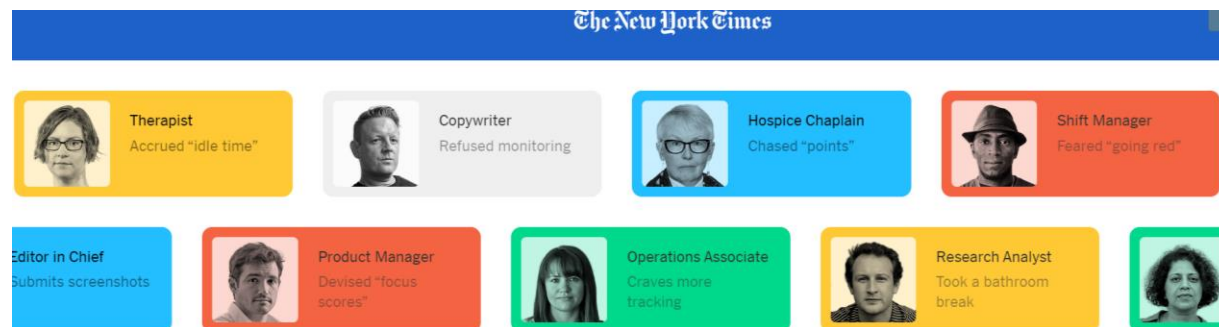 The New York Times
Therapist
Accrued “idle time”
Copywriter
Refused monitoring
Hospice Chaplain
Chased “points”
Shift Manager
Feared “going red”
Editor in Chief
Submits screenshots
Product Manager
Devised “focus
scores”
Operations Associate
Craves more
tracking
Research Analyst
Took a bathroom
break